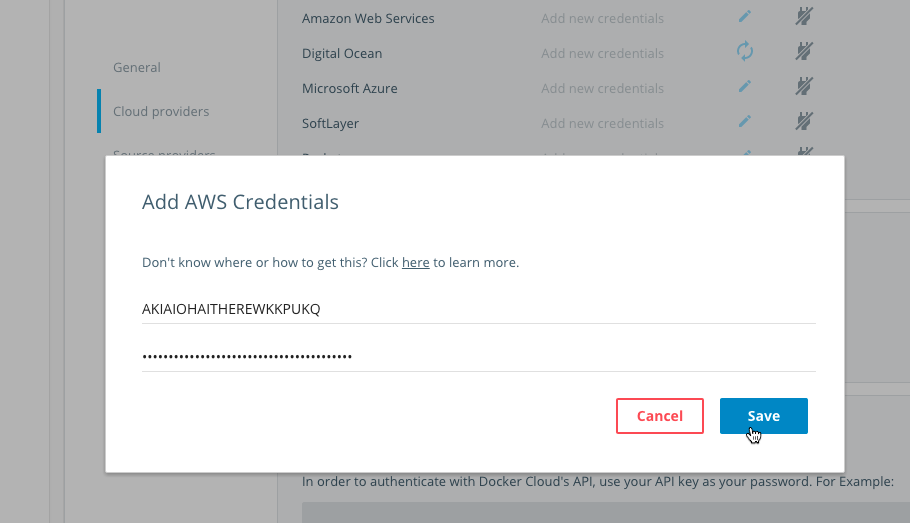 Amazon Web Services Add new credentials
Digital Ocean Add new credentials
General
Microsoft Azure Add new credentials
Cloud providers
SoftLayer Add new credentials
Source providers
Add AWS Credentials
Don't know where or how to get this? Click here to learn more.
AKIAIOHAITHEREWKKPUKQ
••••••••••••••••••••••••••••••••••••••••
Cancel Save
In order to authenticate with Docker Cloud's API, use your API key as your password. For Example: